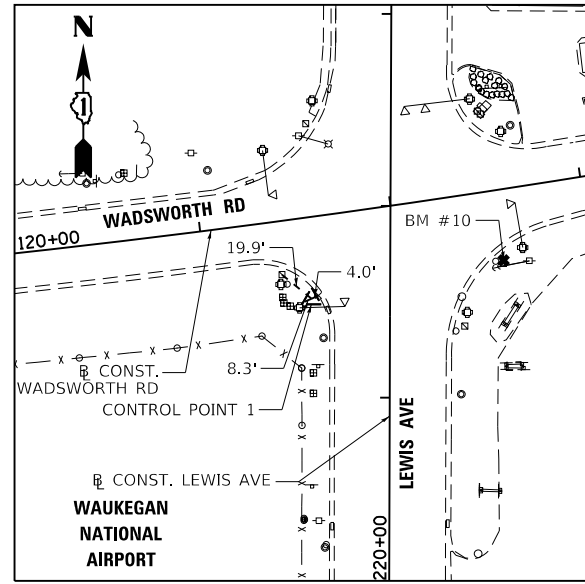 N
1
WADSWORTH RD
120+00
BM #10
19.9'
4.0'
B CONST.
L
WADSWORTH RD
8.3'
CONTROL POINT 1
B CONST. LEWIS AVE
L
LEWIS AVE
WAUKEGAN
NATIONAL
AIRPORT
220+00